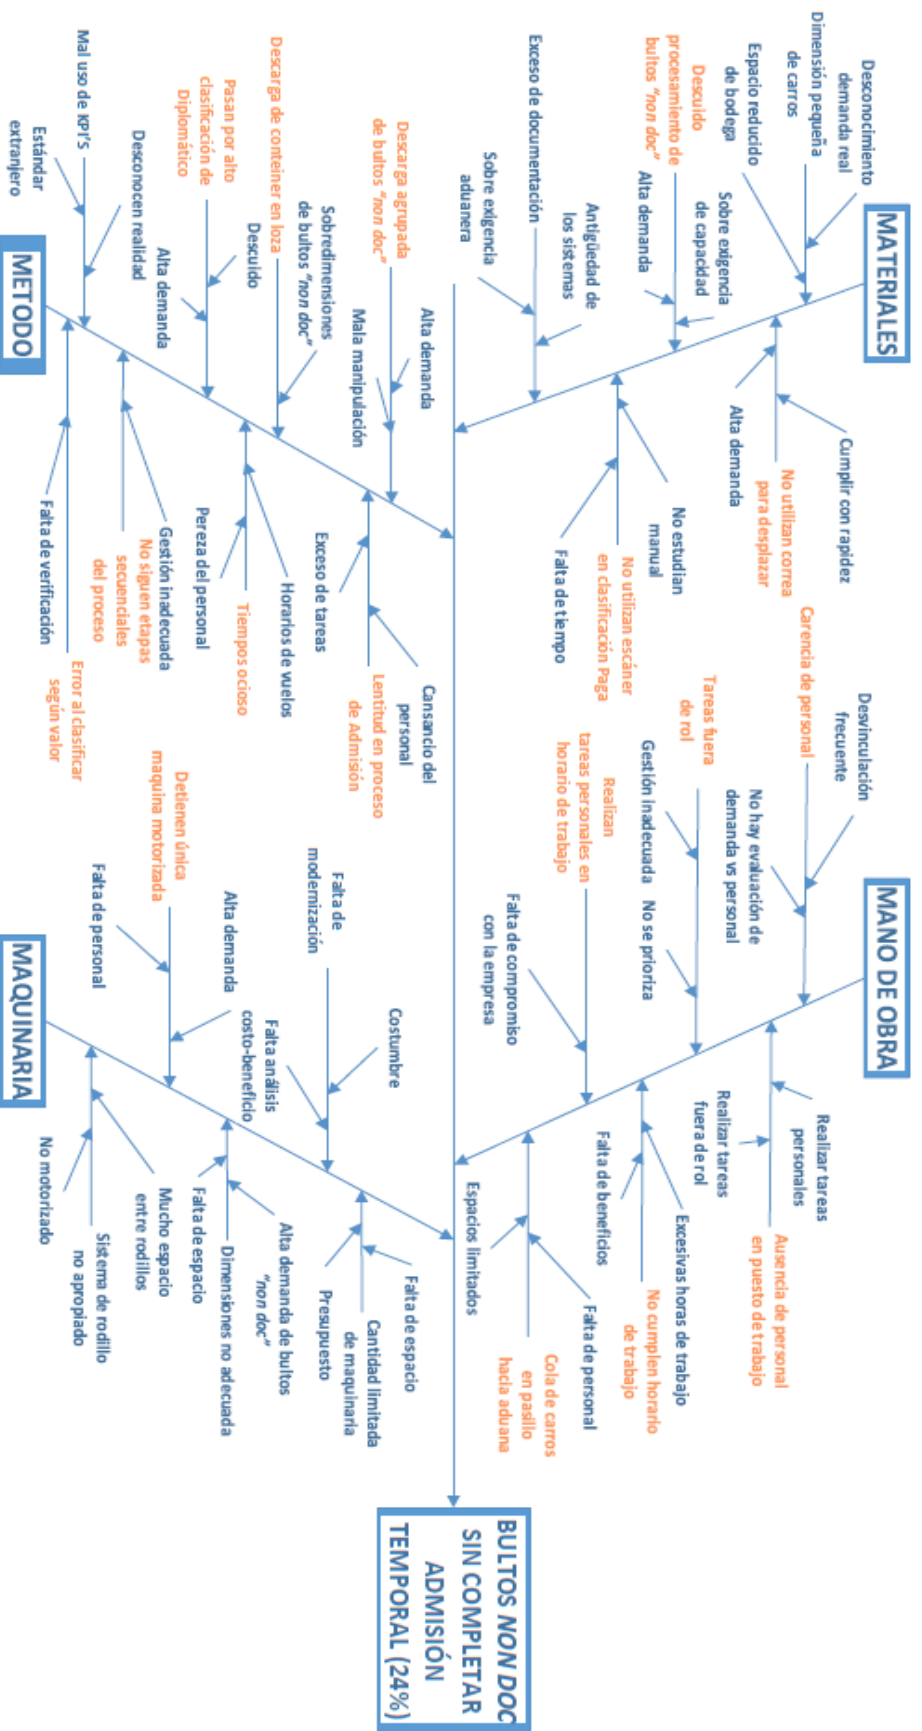 MATERIALES
Desconocimiento
demanda real
Dimensión pequeña
de carros
Espacio reducido
de bodega
Cumplir con rapidez
No utilizan correa
para desplazar
Alta demanda
Descuido
procesamiento de
bultos "non doc"
Sobre exigencia
de capacidad
Alta demanda
No estudian
manual
No utilizan escáner
en clasificación Paga
Falta de tiempo
Exceso de documentación
Antigüedad de
los sistemas
Sobre exigencia
aduanera
MANO DE OBRA
Desvinculación
frecuente
Carencia de personal
No hay evaluación de
demanda vs personal
Realizar tareas
personales
Ausencia de personal
en puesto de trabajo
Realizar tareas
fuera de rol
Tareas fuera
de rol
Gestión inadecuada
No se prioriza
Excesivas horas de trabajo
No cumplen horario
de trabajo
Falta de beneficios
Realizan
tareas personales en
horario de trabajo
Falta de compromiso
con la empresa
Falta de personal
Cola de carros
en pasillo
hacia aduana
Espacios limitados
BULTOS NON DOC
SIN COMPLETAR
ADMISIÓN
TEMPORAL (24%)
Alta demanda
Descarga agrupada
de bultos "non doc"
Mala manipulación
Cansancio del
personal
Lentitud en proceso
de Admisión
Exceso de tareas
Sobredimensiones
de bultos "non doc"
Descarga de conteiner en loza
Horarios de vuelos
Tiempos ocioso
Pereza del personal
Descuido
Pasan por alto
clasificación de
Diplomático
Alta demanda
Gestión inadecuada
No siguen etapas
secuenciales
del proceso
Desconocen realidad
Mal uso de KPI'S
Estándar
extranjero
Error al clasificar
según valor
Falta de verificación
METODO
Costumbre
Falta de
modernización
Falta análisis
costo-beneficio
Falta de espacio
Cantidad limitada
de maquinaria
Presupuesto
Alta demanda
Detienen única
maquina motorizada
Falta de personal
Alta demanda de bultos
"non doc"
Dimensiones no adecuada
Falta de espacio
Mucho espacio
entre rodillos
Sistema de rodillo
no apropiado
No motorizado
MAQUINARIA